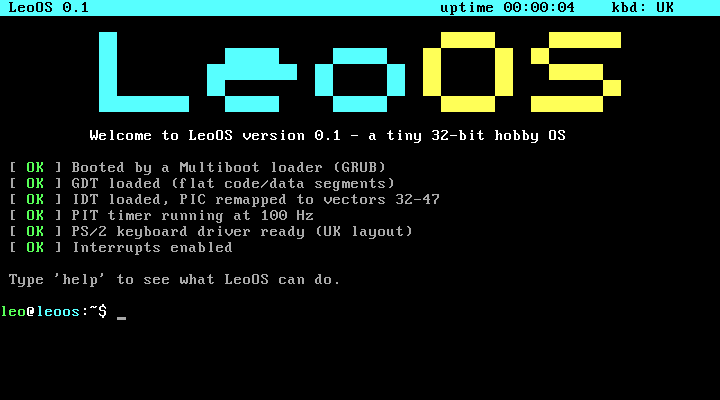 LeoOS 0.1 uptime 00:00:04 kbd: UK
LeoOS
Welcome to LeoOS version 0.1 - a tiny 32-bit hobby OS
[ OK ] Booted by a Multiboot loader (GRUB)
[ OK ] GDT loaded (flat code/data segments)
[ OK ] IDT loaded, PIC remapped to vectors 32-47
[ OK ] PIT timer running at 100 Hz
[ OK ] PS/2 keyboard driver ready (UK layout)
[ OK ] Interrupts enabled
Type 'help' to see what LeoOS can do.
leo@leoos:~$ _